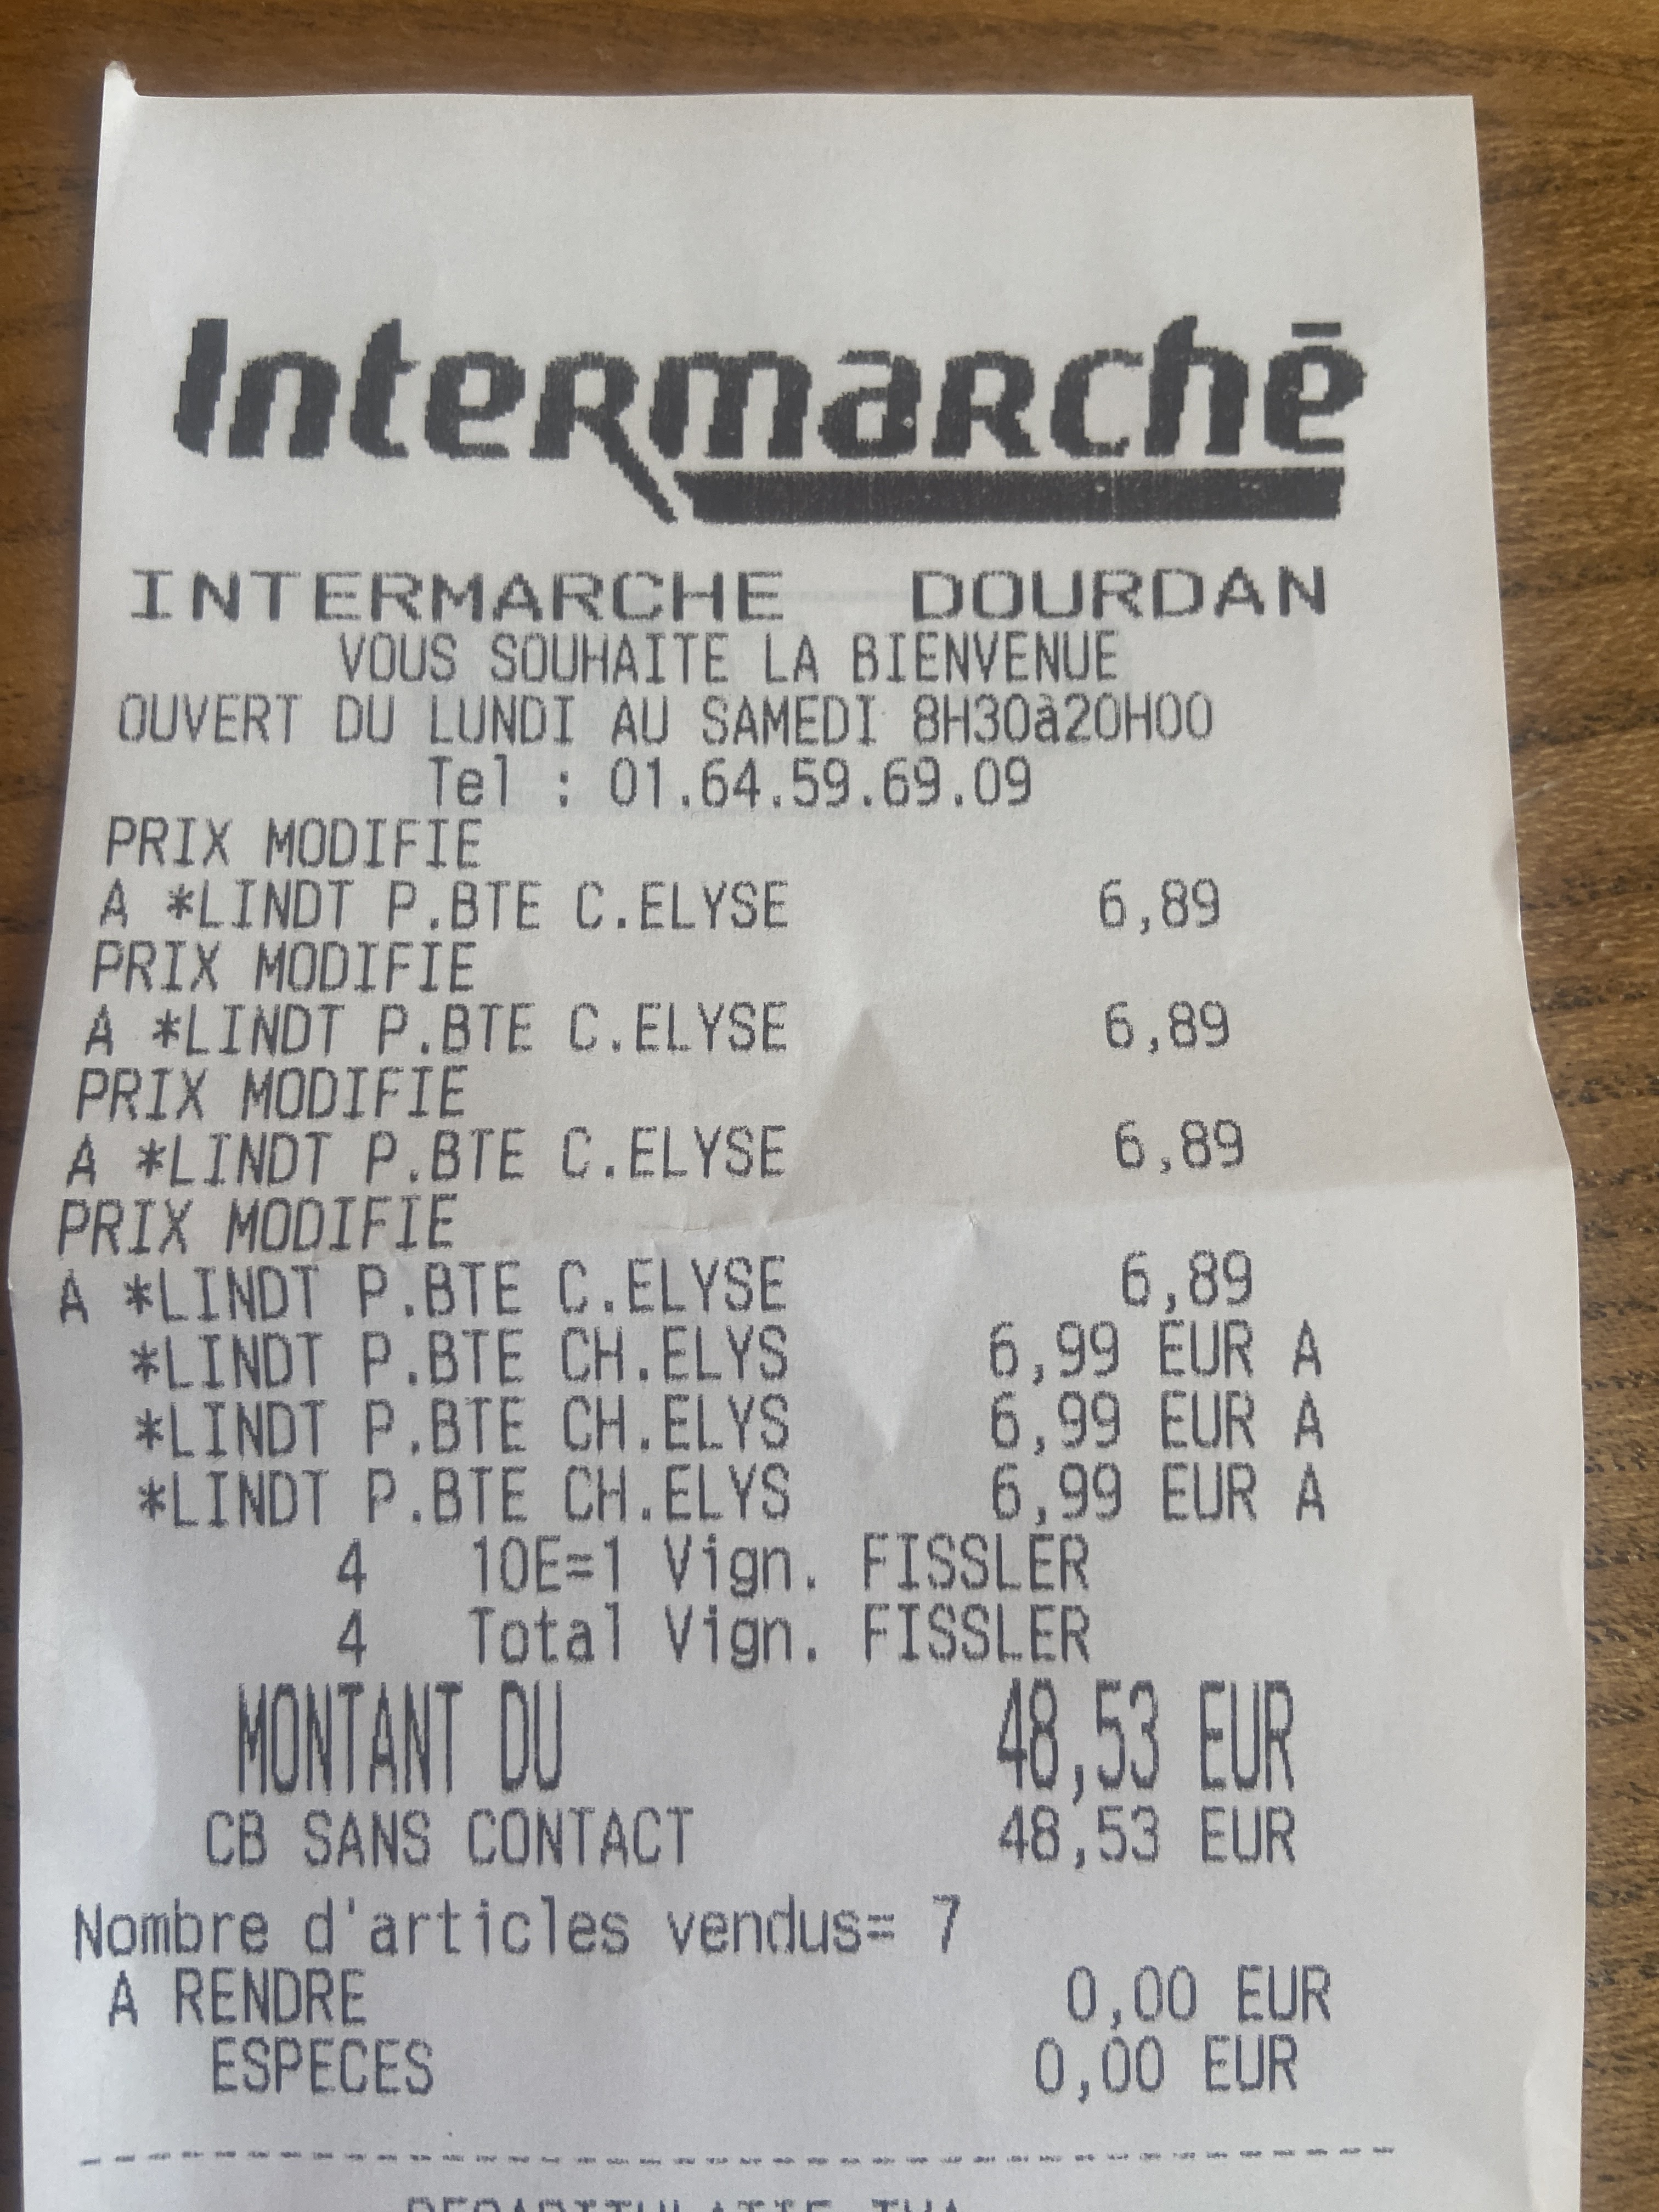 Intermarché
INTERMARCHE DOURDAN
VOUS SOUHAITE LA BIENVENUE
OUVERT DU LUNDI AU SAMEDI 8H30à20H00
Tel : 01.64.59.69.09
PRIX MODIFIE
A *LINDT P.BTE C.ELYSE 6,89
PRIX MODIFIE
A *LINDT P.BTE C.ELYSE 6,89
PRIX MODIFIE
A *LINDT P.BTE C.ELYSE 6,89
PRIX MODIFIE
A *LINDT P.BTE C.ELYSE 6,89
*LINDT P.BTE CH.ELYS 6,99 EUR A
*LINDT P.BTE CH.ELYS 6,99 EUR A
*LINDT P.BTE CH.ELYS 6,99 EUR A
4 10E=1 Vign. FISSLER
4 Total Vign. FISSLER
MONTANT DU 48,53 EUR
CB SANS CONTACT 48,53 EUR
Nombre d'articles vendus= 7
A RENDRE 0,00 EUR
ESPECES 0,00 EUR